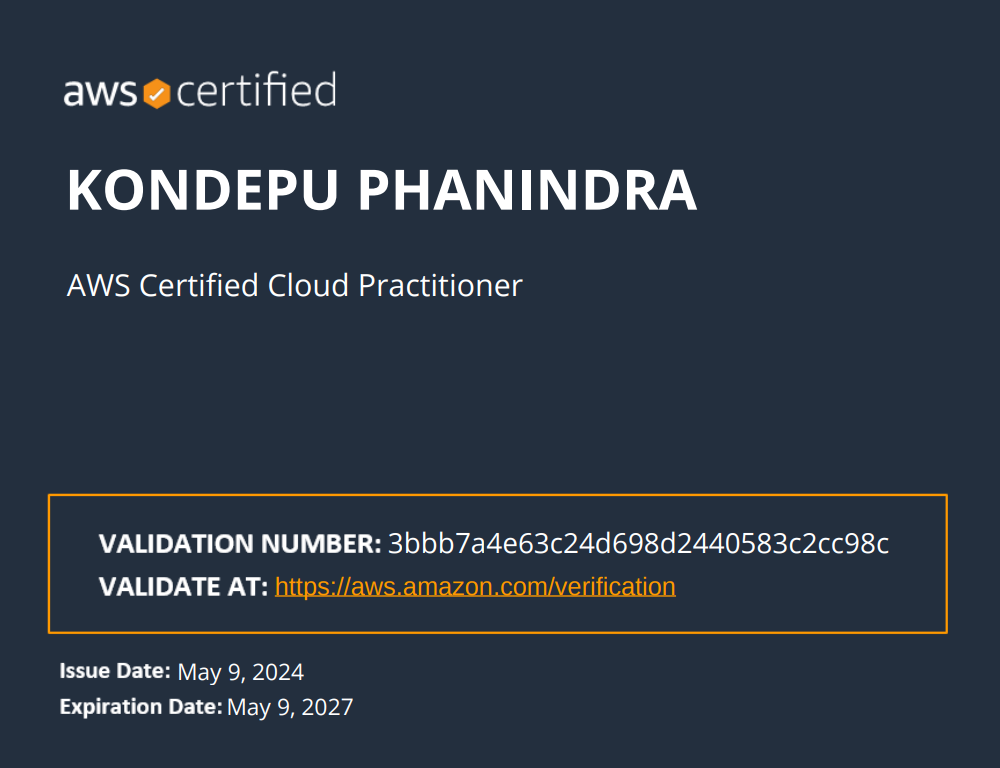 aws certified
KONDEPU PHANINDRA
AWS Certified Cloud Practitioner
VALIDATION NUMBER: 3bbb7a4e63c24d698d2440583c2cc98c
VALIDATE AT: https://aws.amazon.com/verification
Issue Date: May 9, 2024
Expiration Date: May 9, 2027